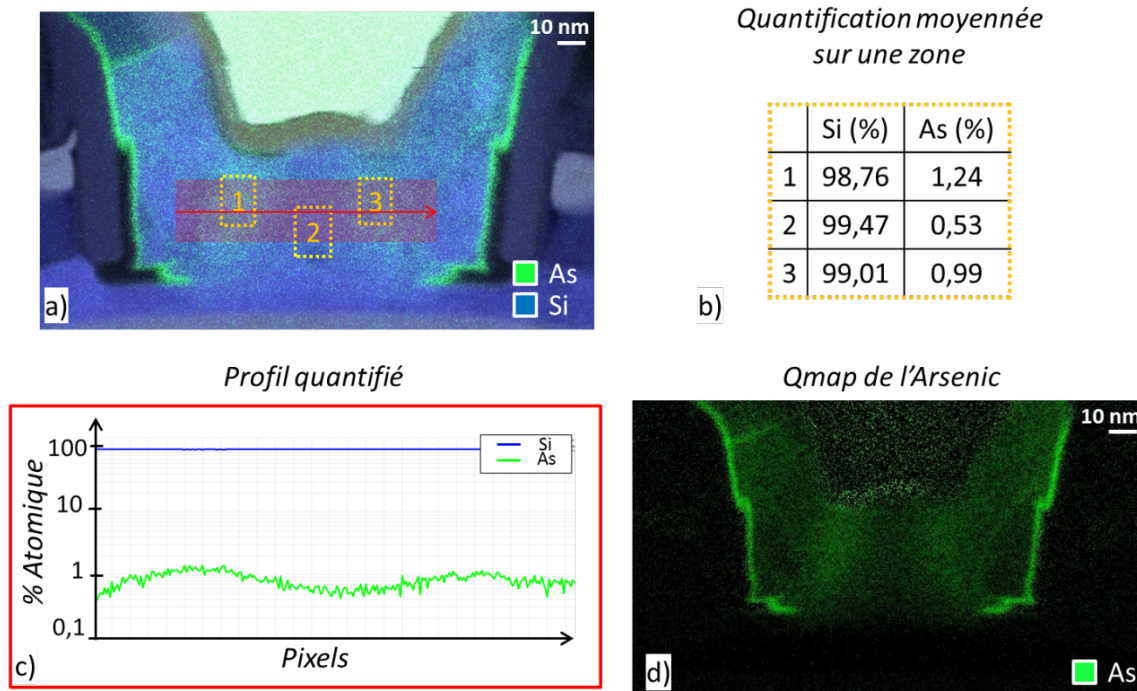 10 nm
1
2
3
As
Si
a)
Quantification moyennée
sur une zone
Si (%) As (%)
1 98,76 1,24
2 99,47 0,53
3 99,01 0,99
b)
Profil quantifié
% Atomique
100
10
1
0,1
Si
As
Pixels
c)
Qmap de l'Arsenic
10 nm
As
d)